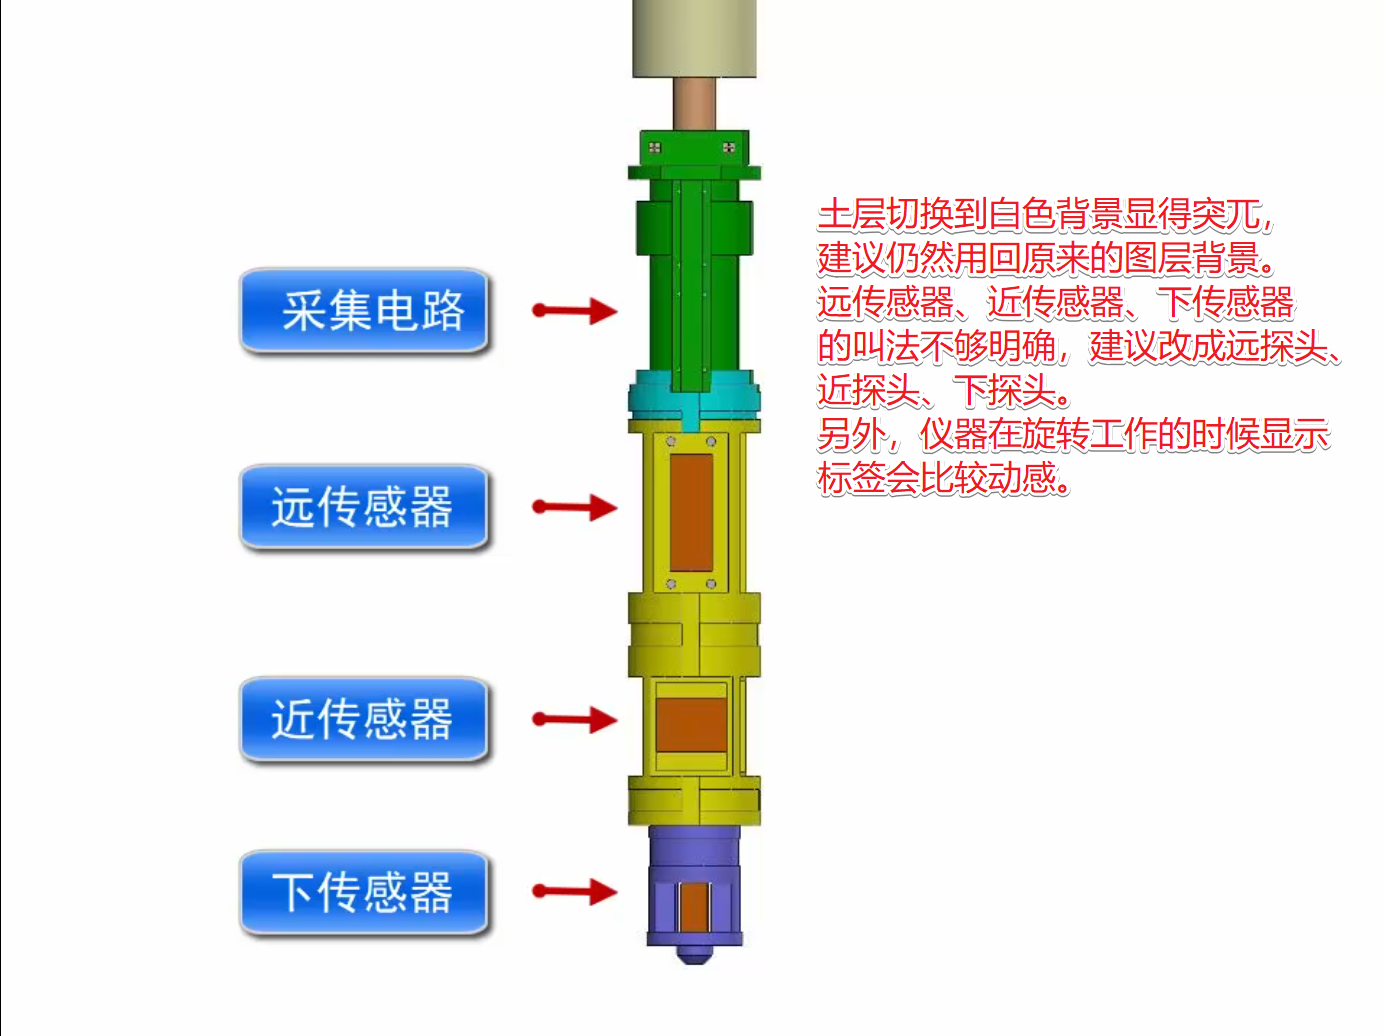 土层切换到白色背景显得突兀，
建议仍然用回原来的图层背景。
采集电路
远传感器、近传感器、下传感器
的叫法不够明确，建议改成远探头、
近探头、下探头。
另外，仪器在旋转工作的时候显示
标签会比较动感。
远传感器
近传感器
下传感器